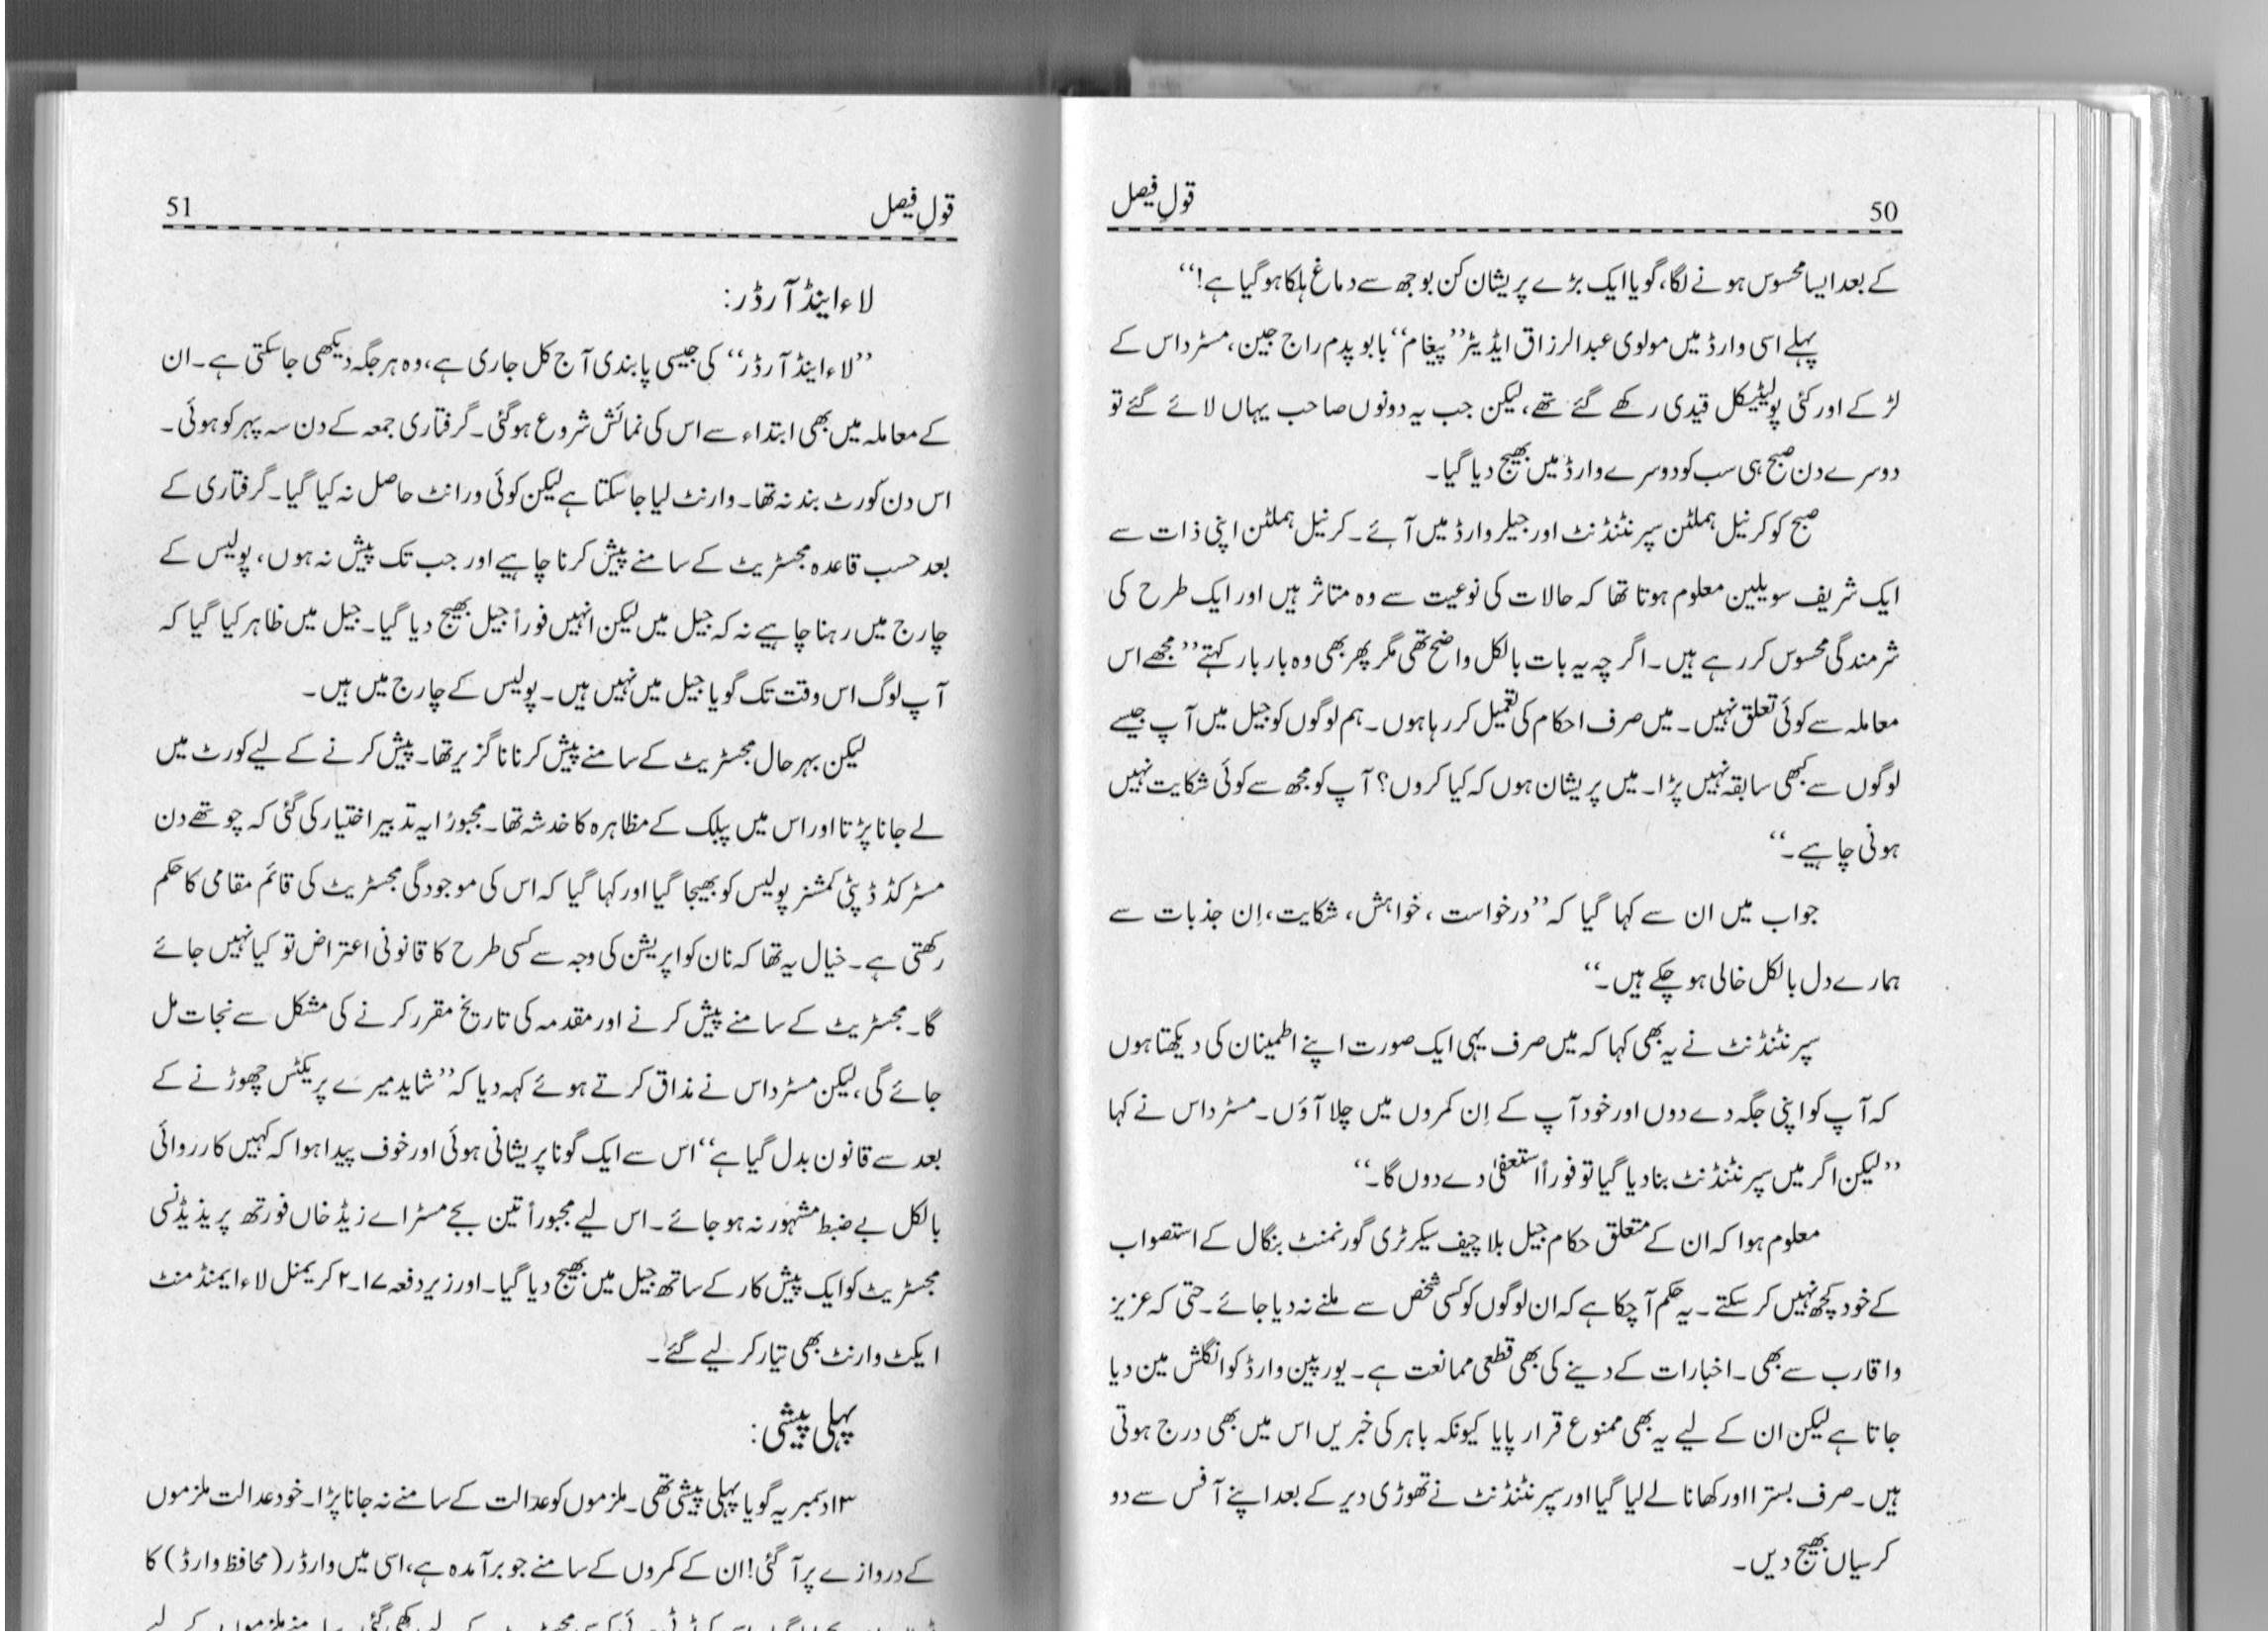 50
قولِ فیصل
کے بعد ایسا محسوس ہونے لگا، گویا ایک بڑے پریشان کن بوجھ سے دماغ ہلکا ہو گیا ہے!‘‘
پہلے اسی وارڈ میں مولوی عبدالرزاق ایڈیٹر ’’پیغام‘‘ بابو پدم راج جین، مسٹر داس کے
لڑکے اور کئی پولیٹیکل قیدی رکھے گئے تھے، لیکن جب یہ دونوں صاحب یہاں لائے گئے تو
دوسرے دن صبح ہی سب کو دوسرے وارڈ میں بھیج دیا گیا۔
صبح کو کرنیل ہملٹن سپرنٹنڈنٹ اور جیلر وارڈ میں آئے۔ کرنیل ہملٹن اپنی ذات سے
ایک شریف سویلین معلوم ہوتا تھا کہ حالات کی نوعیت سے وہ متاثر ہیں اور ایک طرح کی
شرمندگی محسوس کر رہے ہیں۔ اگر چہ یہ بات بالکل واضح تھی مگر پھر بھی وہ بار بار کہتے ’’مجھے اس
معاملہ سے کوئی تعلق نہیں۔ میں صرف احکام کی تعمیل کر رہا ہوں۔ ہم لوگوں کو جیل میں آپ جیسے
لوگوں سے کبھی سابقہ نہیں پڑا۔ میں پریشان ہوں کہ کیا کروں؟ آپ کو مجھ سے کوئی شکایت نہیں
ہونی چاہیے۔‘‘
جواب میں ان سے کہا گیا کہ ’’درخواست، خواہش، شکایت، اِن جذبات سے
ہمارے دل بالکل خالی ہو چکے ہیں۔‘‘
سپرنٹنڈنٹ نے یہ بھی کہا کہ میں صرف یہی ایک صورت اپنے اطمینان کی دیکھتا ہوں
کہ آپ کو اپنی جگہ دے دوں اور خود آپ کے اِن کمروں میں چلا آؤں۔ مسٹر داس نے کہا
’’لیکن اگر میں سپرنٹنڈنٹ بنا دیا گیا تو فوراً استعفیٰ دے دوں گا۔‘‘
معلوم ہوا کہ ان کے متعلق حکام جیل بلا چیف سیکرٹری گورنمنٹ بنگال کے استصواب
کے خود کچھ نہیں کر سکتے۔ یہ حکم آ چکا ہے کہ ان لوگوں کو کسی شخص سے ملنے نہ دیا جائے۔ حتی کہ عزیز
واقارب سے بھی۔ اخبارات کے دینے کی بھی قطعی ممانعت ہے۔ یورپین وارڈ کو انگلش مین دیا
جاتا ہے لیکن ان کے لیے یہ بھی ممنوع قرار پایا کیونکہ باہر کی خبریں اس میں بھی درج ہوتی
ہیں۔ صرف بسترا اور کھانا لے لیا گیا اور سپرنٹنڈنٹ نے تھوڑی دیر کے بعد اپنے آفس سے دو
کرسیاں بھیج دیں۔
قولِ فیصل
51
لاء اینڈ آرڈر:
’’لاء اینڈ آرڈر‘‘ کی جیسی پابندی آج کل جاری ہے، وہ ہر جگہ دیکھی جا سکتی ہے۔ ان
کے معاملہ میں بھی ابتداء سے اس کی نمائش شروع ہو گئی۔ گرفتاری جمعہ کے دن سہ پہر کو ہوئی۔
اس دن کورٹ بند نہ تھا۔ وارنٹ لیا جا سکتا ہے لیکن کوئی ورانٹ حاصل نہ کیا گیا۔ گرفتاری کے
بعد حسب قاعدہ مجسٹریٹ کے سامنے پیش کرنا چاہیے اور جب تک پیش نہ ہوں، پولیس کے
چارج میں رہنا چاہیے نہ کہ جیل میں لیکن انہیں فوراً جیل بھیج دیا گیا۔ جیل میں ظاہر کیا گیا کہ
آپ لوگ اس وقت تک گویا جیل میں نہیں ہیں۔ پولیس کے چارج میں ہیں۔
لیکن بہرحال مجسٹریٹ کے سامنے پیش کرنا ناگزیر تھا۔ پیش کرنے کے لیے کورٹ میں
لے جانا پڑتا اور اس میں پبلک کے مظاہرہ کا خدشہ تھا۔ مجبورًا یہ تدبیر اختیار کی گئی کہ چوتھے دن
مسٹر کڈ ڈپٹی کمشنر پولیس کو بھیجا گیا اور کہا گیا کہ اس کی موجودگی مجسٹریٹ کی قائم مقامی کا حکم
رکھتی ہے۔ خیال یہ تھا کہ نان کواپریشن کی وجہ سے کسی طرح کا قانونی اعتراض تو کیا نہیں جائے
گا۔ مجسٹریٹ کے سامنے پیش کرنے اور مقدمہ کی تاریخ مقرر کرنے کی مشکل سے نجات مل
جائے گی، لیکن مسٹر داس نے مذاق کرتے ہوئے کہہ دیا کہ ’’شاید میرے پریکٹس چھوڑنے کے
بعد سے قانون بدل گیا ہے‘‘ اس سے ایک گونا پریشانی ہوئی اور خوف پیدا ہوا کہ کہیں کارروائی
بالکل بے ضبط مشہور نہ ہو جائے۔ اس لیے مجبوراً تین بجے مسٹر اے زیڈ خاں فورتھ پریذیڈنسی
مجسٹریٹ کو ایک پیش کار کے ساتھ جیل میں بھیج دیا گیا۔ اور زیر دفعہ ۱۷۔۲ کریمنل لاء ایمنڈمنٹ
ایکٹ وارنٹ بھی تیار کر لیے گئے۔
پہلی پیشی:
۱۳ دسمبر یہ گویا پہلی پیشی تھی۔ ملزموں کو عدالت کے سامنے نہ جانا پڑا۔ خود عدالت ملزموں
کے دروازے پر آ گئی! ان کے کمروں کے سامنے جو برآمدہ ہے، اسی میں وارڈر (محافظ وارڈ) کا